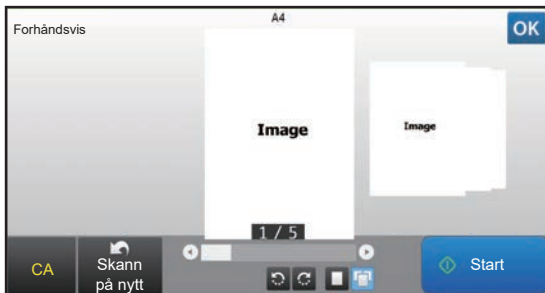 A4
Forhåndsvis
OK
Image
Image
1 / 5
CA
Skann
på nytt
Start